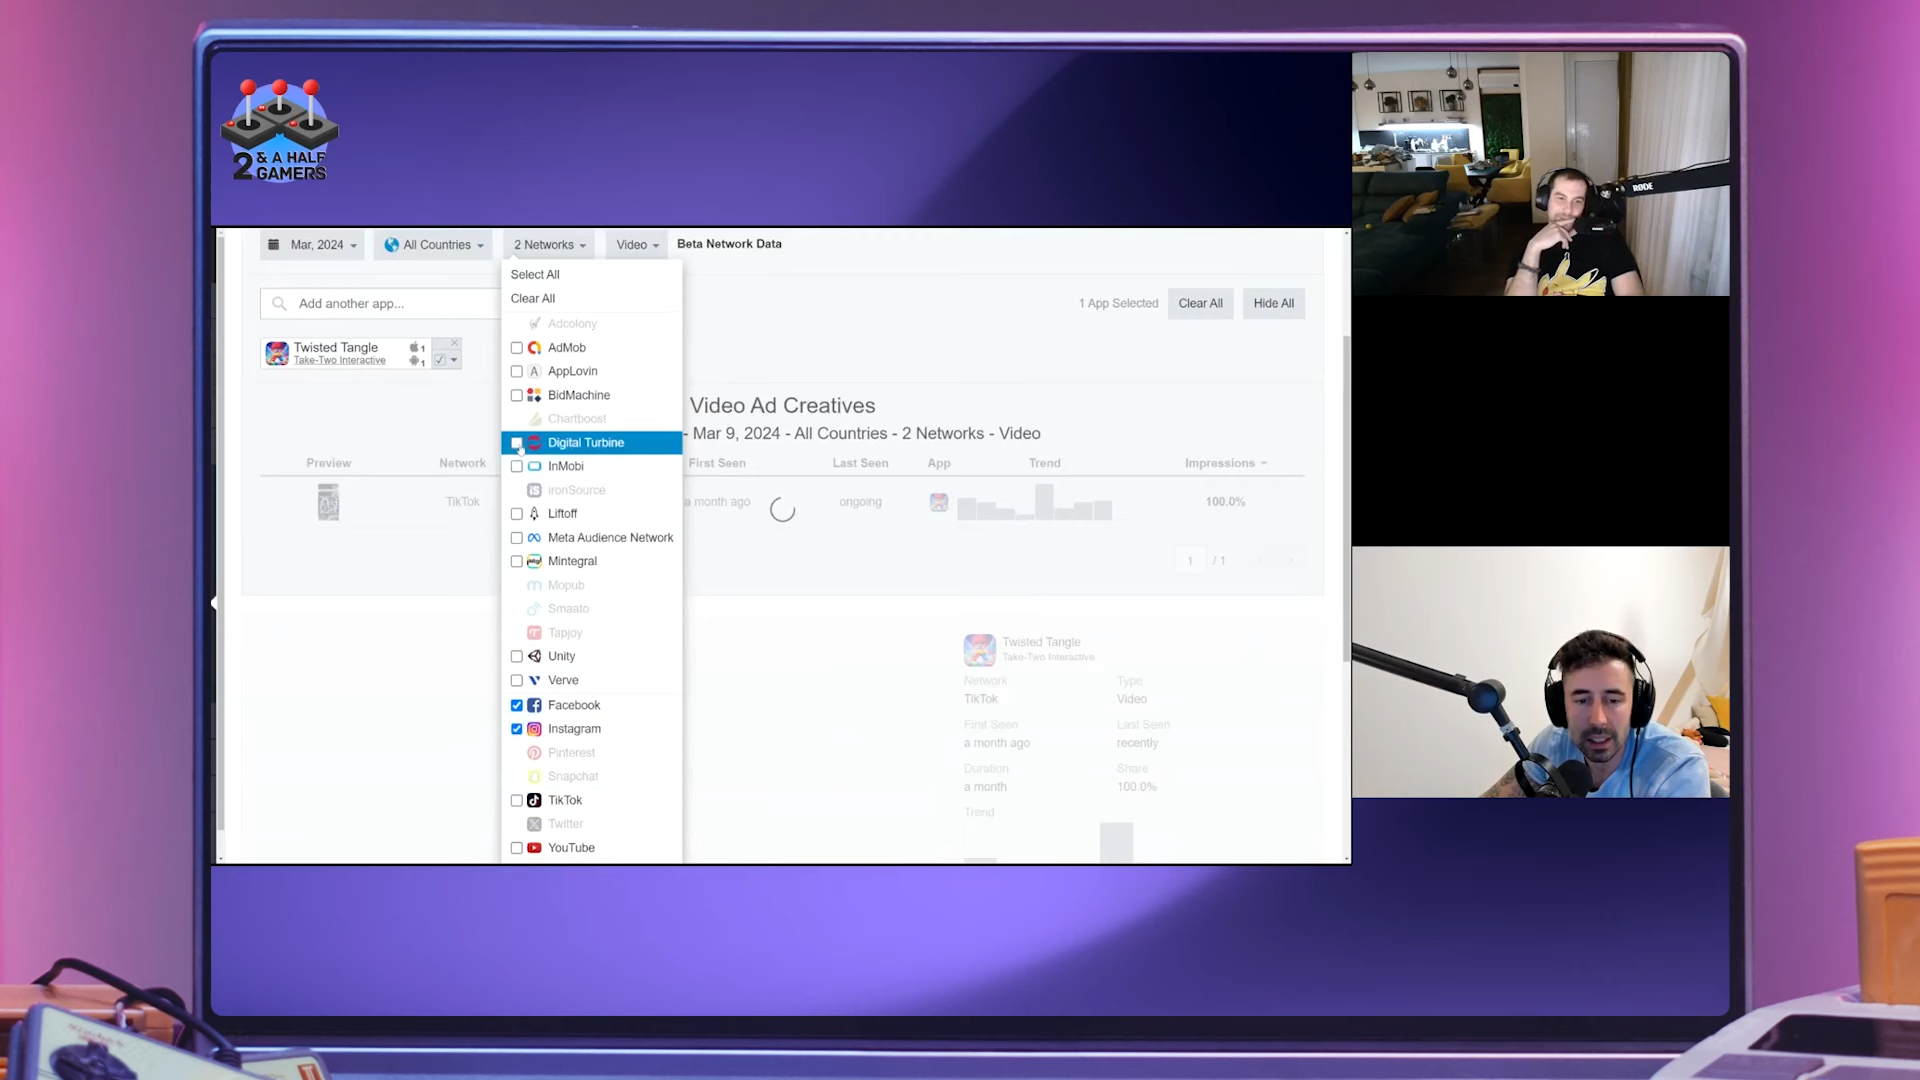 2 & A HALF
GAMERS
RØDE
Mar, 2024
All Countries
2 Networks
Video
Beta Network Data
Select All
Clear All
Add another app...
1 App Selected
Clear All
Hide All
Adcolony
AdMob
AppLovin
BidMachine
Chartboost
Digital Turbine
InMobi
ironSource
Liftoff
Meta Audience Network
Mintegral
Mopub
Smaato
Tapjoy
Unity
Verve
Facebook
Instagram
Pinterest
Snapchat
TikTok
Twitter
YouTube
Twisted Tangle
Take-Two Interactive
1
1
Video Ad Creatives
- Mar 9, 2024 - All Countries - 2 Networks - Video
Preview
Network
First Seen
Last Seen
App
Trend
Impressions
TikTok
a month ago
ongoing
100.0%
1 / 1
Twisted Tangle
Take-Two Interactive
Network
Type
TikTok
Video
First Seen
Last Seen
a month ago
recently
Duration
Share
a month
100.0%
Trend